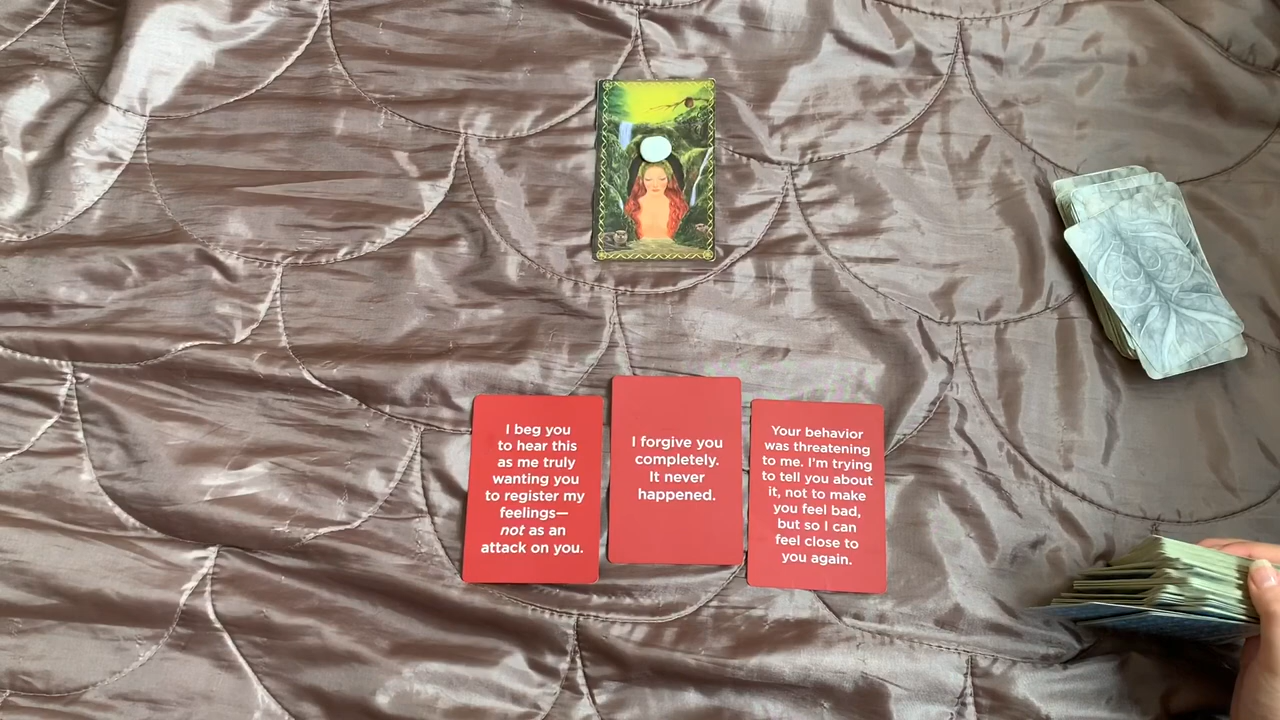 I beg you
to hear this
as me truly
wanting you
to register my
feelings—
not as an
attack on you.
I forgive you
completely.
It never
happened.
Your behavior
was threatening
to me. I'm trying
to tell you about
it, not to make
you feel bad,
but so I can
feel close to
you again.